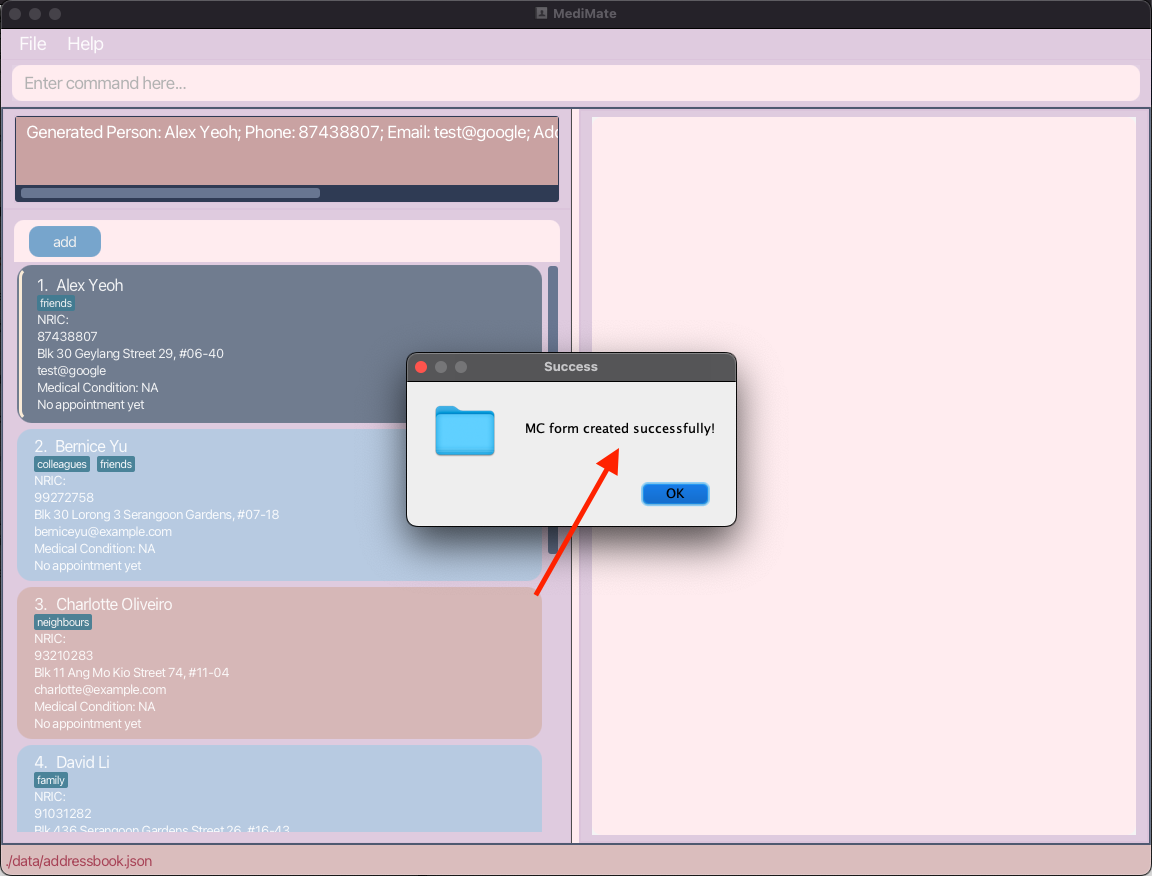 MediMate
File Help
Enter command here...
Generated Person: Alex Yeoh; Phone: 87438807; Email: test@google;
add
1. Alex Yeoh
friends
NRIC:
87438807
Blk 30 Geylang Street 29, #06-40
test@google
Medical Condition: NA
No appointment yet
2. Bernice Yu
colleagues friends
NRIC:
99272758
Blk 30 Lorong 3 Serangoon Gardens, #07-18
berniceyu@example.com
Medical Condition: NA
No appointment yet
3. Charlotte Oliveiro
neighbours
NRIC:
93210283
Blk 11 Ang Mo Kio Street 74, #11-04
charlotte@example.com
Medical Condition: NA
No appointment yet
4. David Li
family
NRIC:
91031282
Blk 436 Serangoon Gardens Street 26, #16-43
Success
MC form created successfully!
OK
./data/addressbook.json